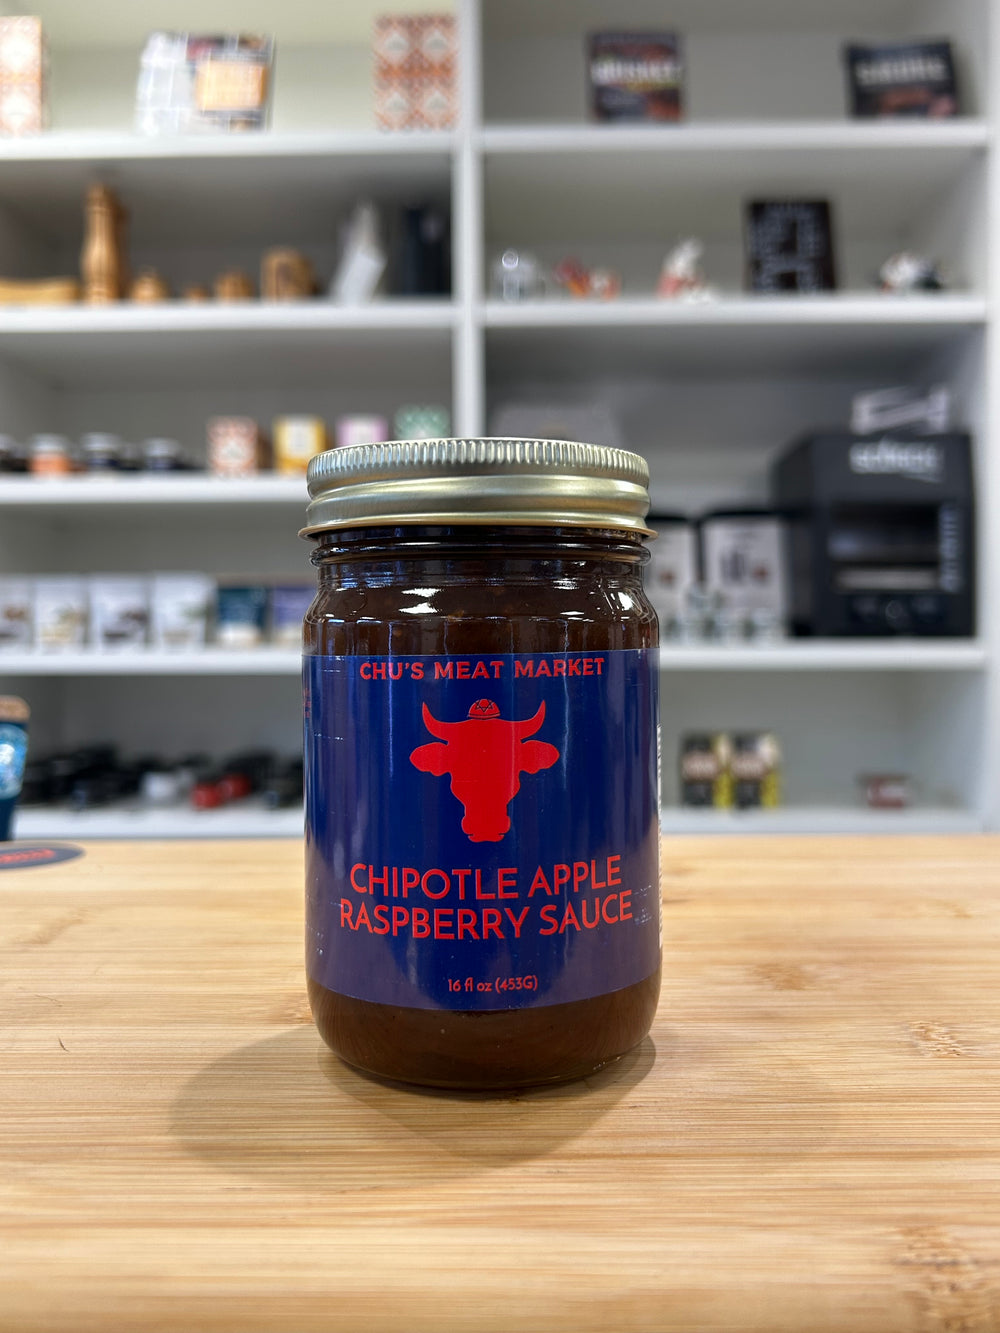 CHU'S MEAT MARKET
CHIPOTLE APPLE
RASPBERRY SAUCE
16 fl oz (453G)